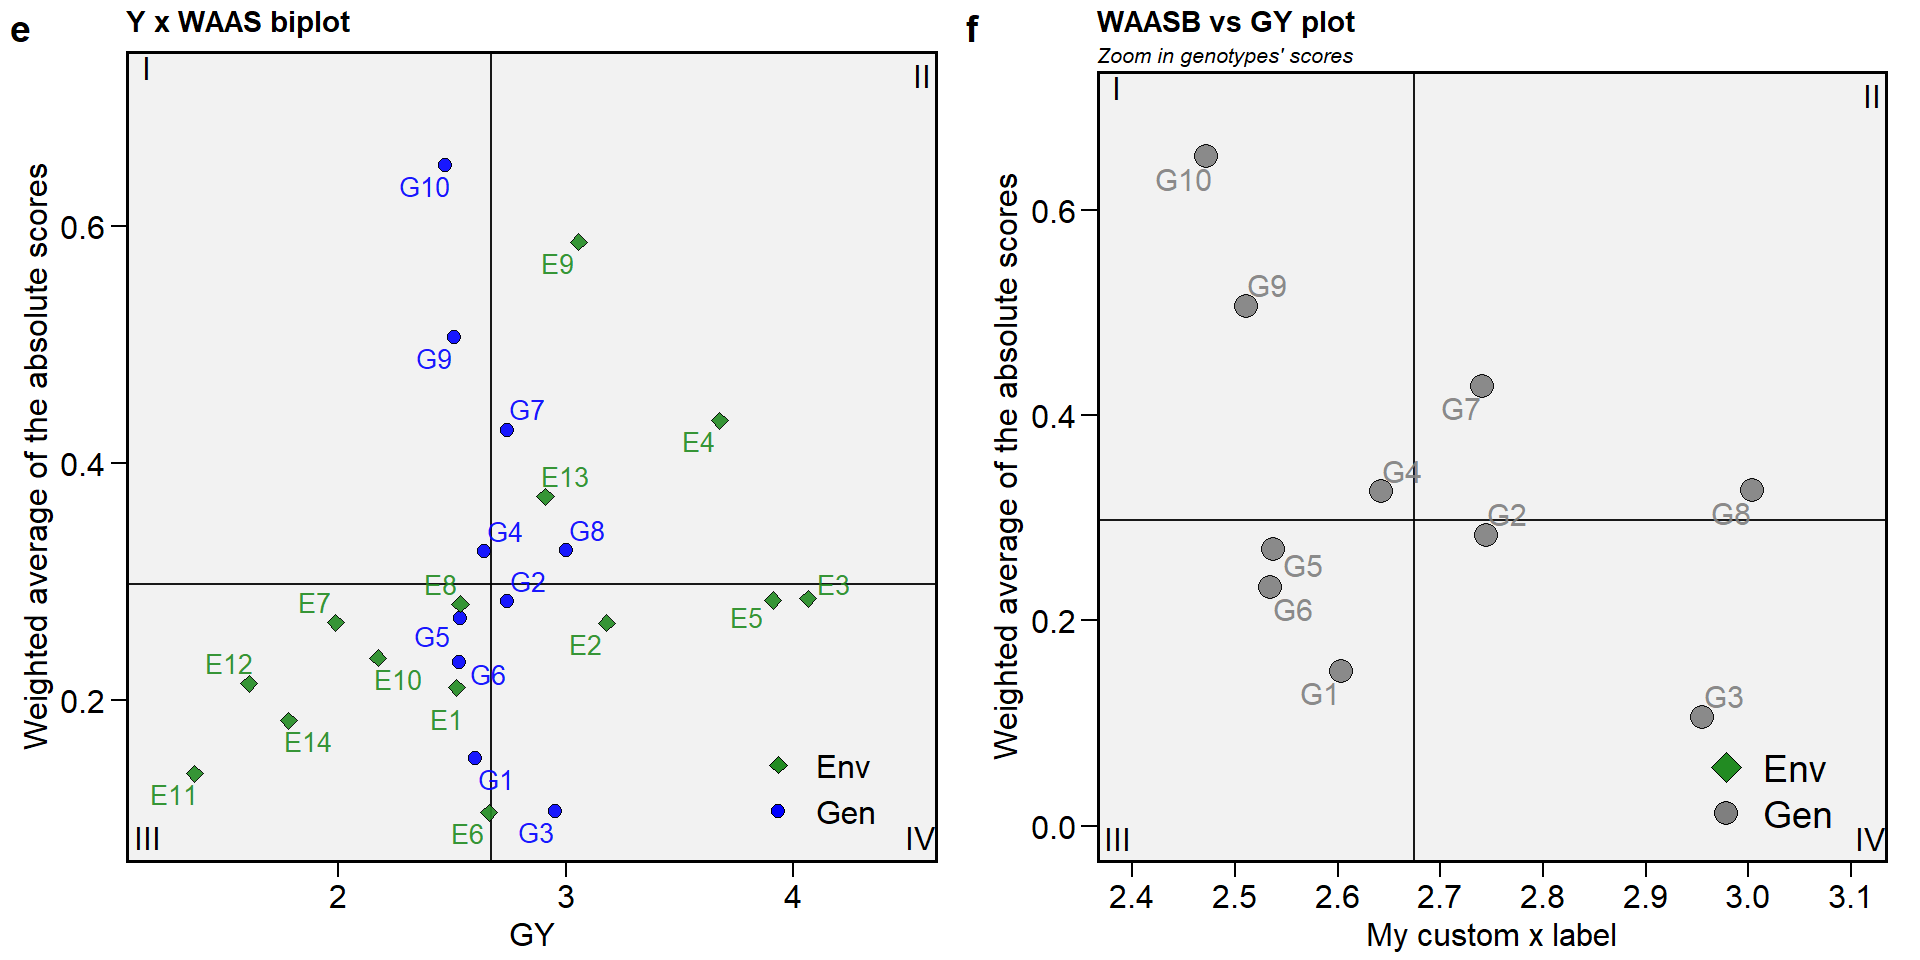 e
Y x WAAS biplot
I
II
G10
E9
G9
G7
E4
E13
G4
G8
E8
G2
E3
E7
E5
G5
E2
E12
E10
G6
E1
E14
G1
E11
E6
G3
Env
Gen
III
IV
0.6
0.4
0.2
2
3
4
GY
Weighted average of the absolute scores
f
WAASB vs GY plot
Zoom in genotypes' scores
I
II
G10
G9
G7
G4
G2
G8
G5
G6
G1
G3
Env
Gen
III
IV
0.6
0.4
0.2
0.0
2.4
2.5
2.6
2.7
2.8
2.9
3.0
3.1
My custom x label
Weighted average of the absolute scores